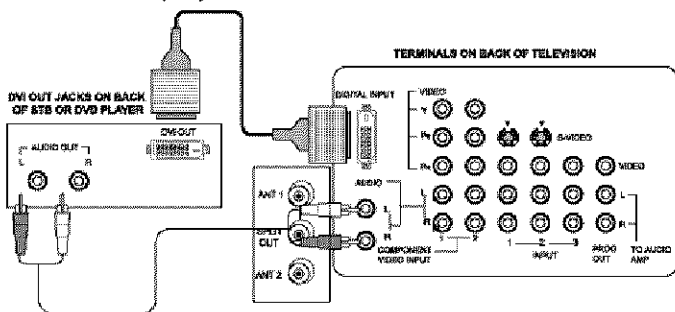 TERMINALS ON BACK OF TELEVISION
DVI OUT JACKS ON BACK
OF STB OR DVD PLAYER
DVI-OUT
AUDIO OUT
L
R
DIGITAL INPUT
VIDEO
Y
S-VIDEO
VIDEO
ANT 1
SPLIT
OUT
ANT 2
AUDIO
L
R
COMPONENT
VIDEO INPUT
L
R
1
2
1
2
3
INPUT
PROG
OUT
L
R
TO AUDIO
AMP